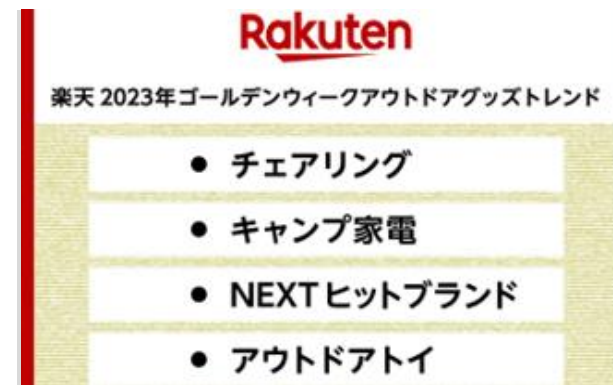 Rakuten
楽天 2023年ゴールデンウィークアウトドアグッズトレンド
● チェアリング
● キャンプ家電
● NEXTヒットブランド
● アウトドアトイ